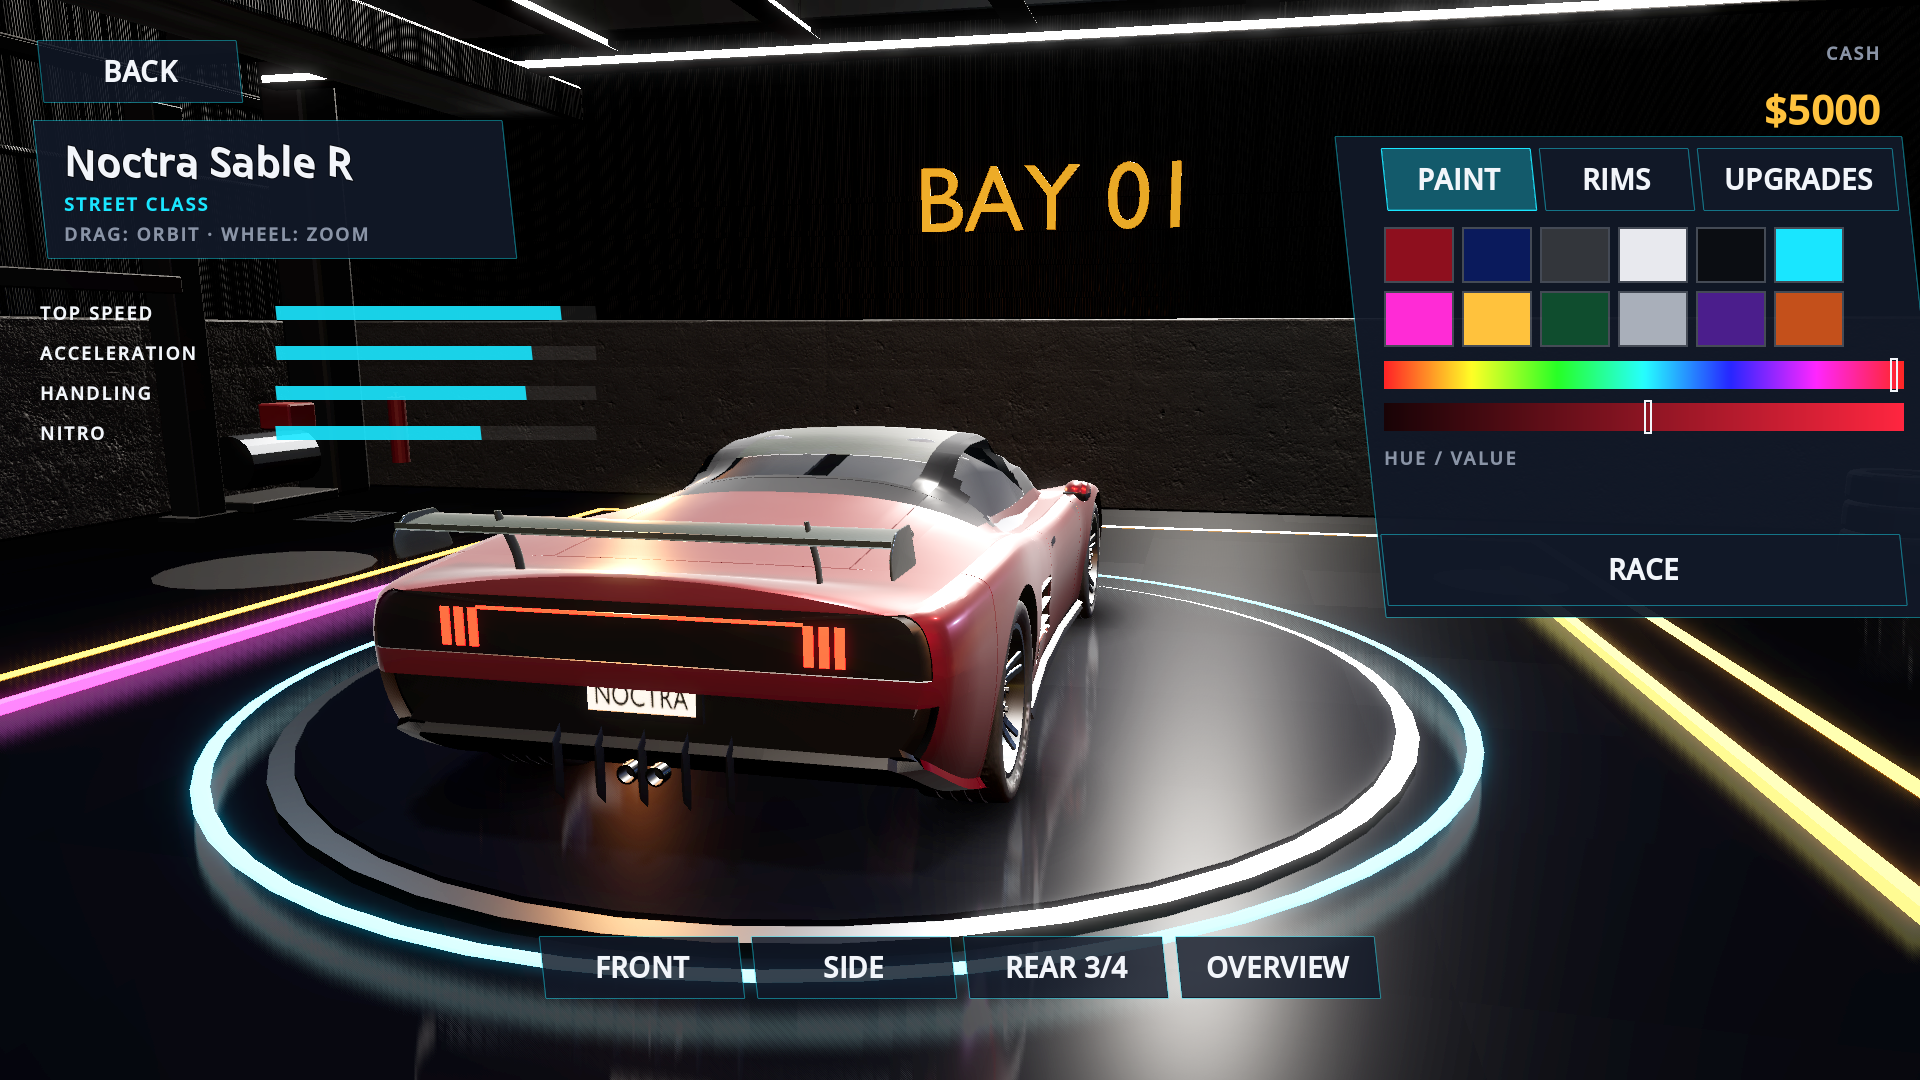 BACK
CASH
$5000
Noctra Sable R
STREET CLASS
DRAG: ORBIT · WHEEL: ZOOM
BAY 01
PAINT
RIMS
UPGRADES
TOP SPEED
ACCELERATION
HANDLING
NITRO
HUE / VALUE
RACE
NOCTRA
FRONT
SIDE
REAR 3/4
OVERVIEW